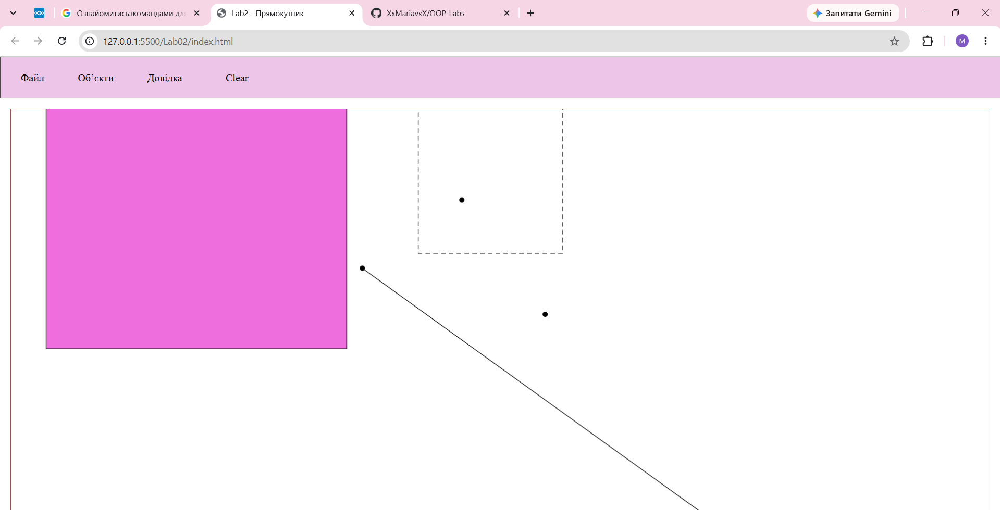 Ознайомитисьзкомандами дл
Lab2 - Прямокутник
XxMariavxX/OOP-Labs
Запитати Gemini
127.0.0.1:5500/Lab02/index.html
M
Файл
Об’єкти
Довідка
Clear